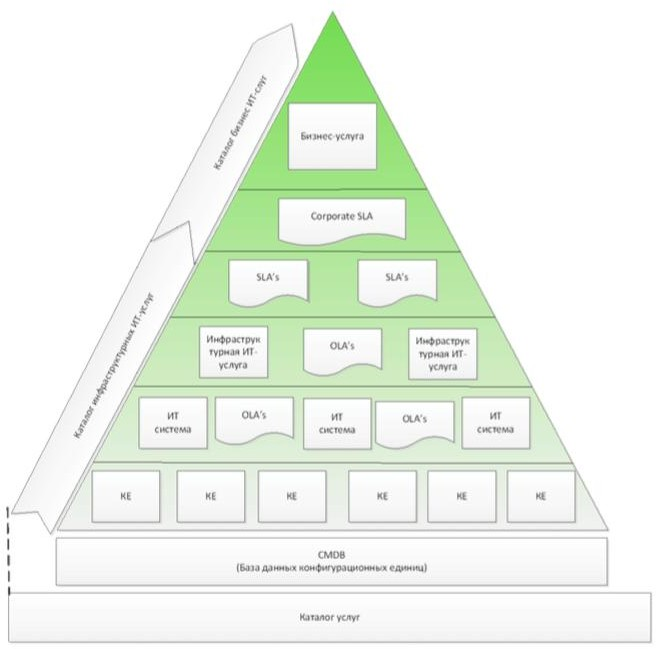 Каталог бизнес ИТ-слуг
Бизнес-услуга
Corporate SLA
SLA's
SLA's
Каталог инфраструктурных ИТ-услуг
Инфраструк
турная ИТ-
услуга
OLA's
Инфраструк
турная ИТ-
услуга
ИТ
система
OLA's
ИТ
система
OLA's
ИТ
система
КЕ
КЕ
КЕ
КЕ
КЕ
КЕ
CMDB
(База данных конфигурационных единиц)
Каталог услуг